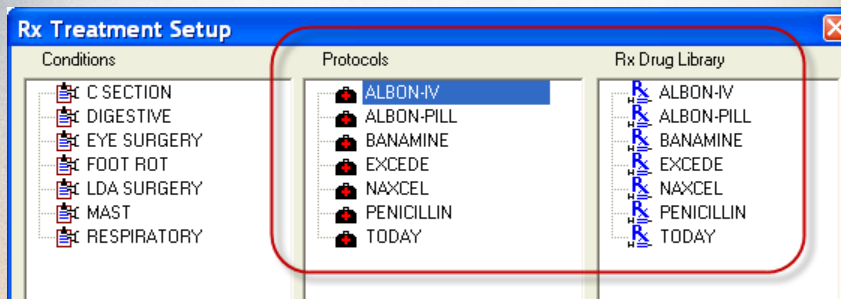 Rx Treatment Setup
Conditions
C SECTION
DIGESTIVE
EYE SURGERY
FOOT ROT
LDA SURGERY
MAST
RESPIRATORY
Protocols
ALBON-IV
ALBON-PILL
BANAMINE
EXCEDE
NAXCEL
PENICILLIN
TODAY
Rx Drug Library
ALBON-IV
ALBON-PILL
BANAMINE
EXCEDE
NAXCEL
PENICILLIN
TODAY